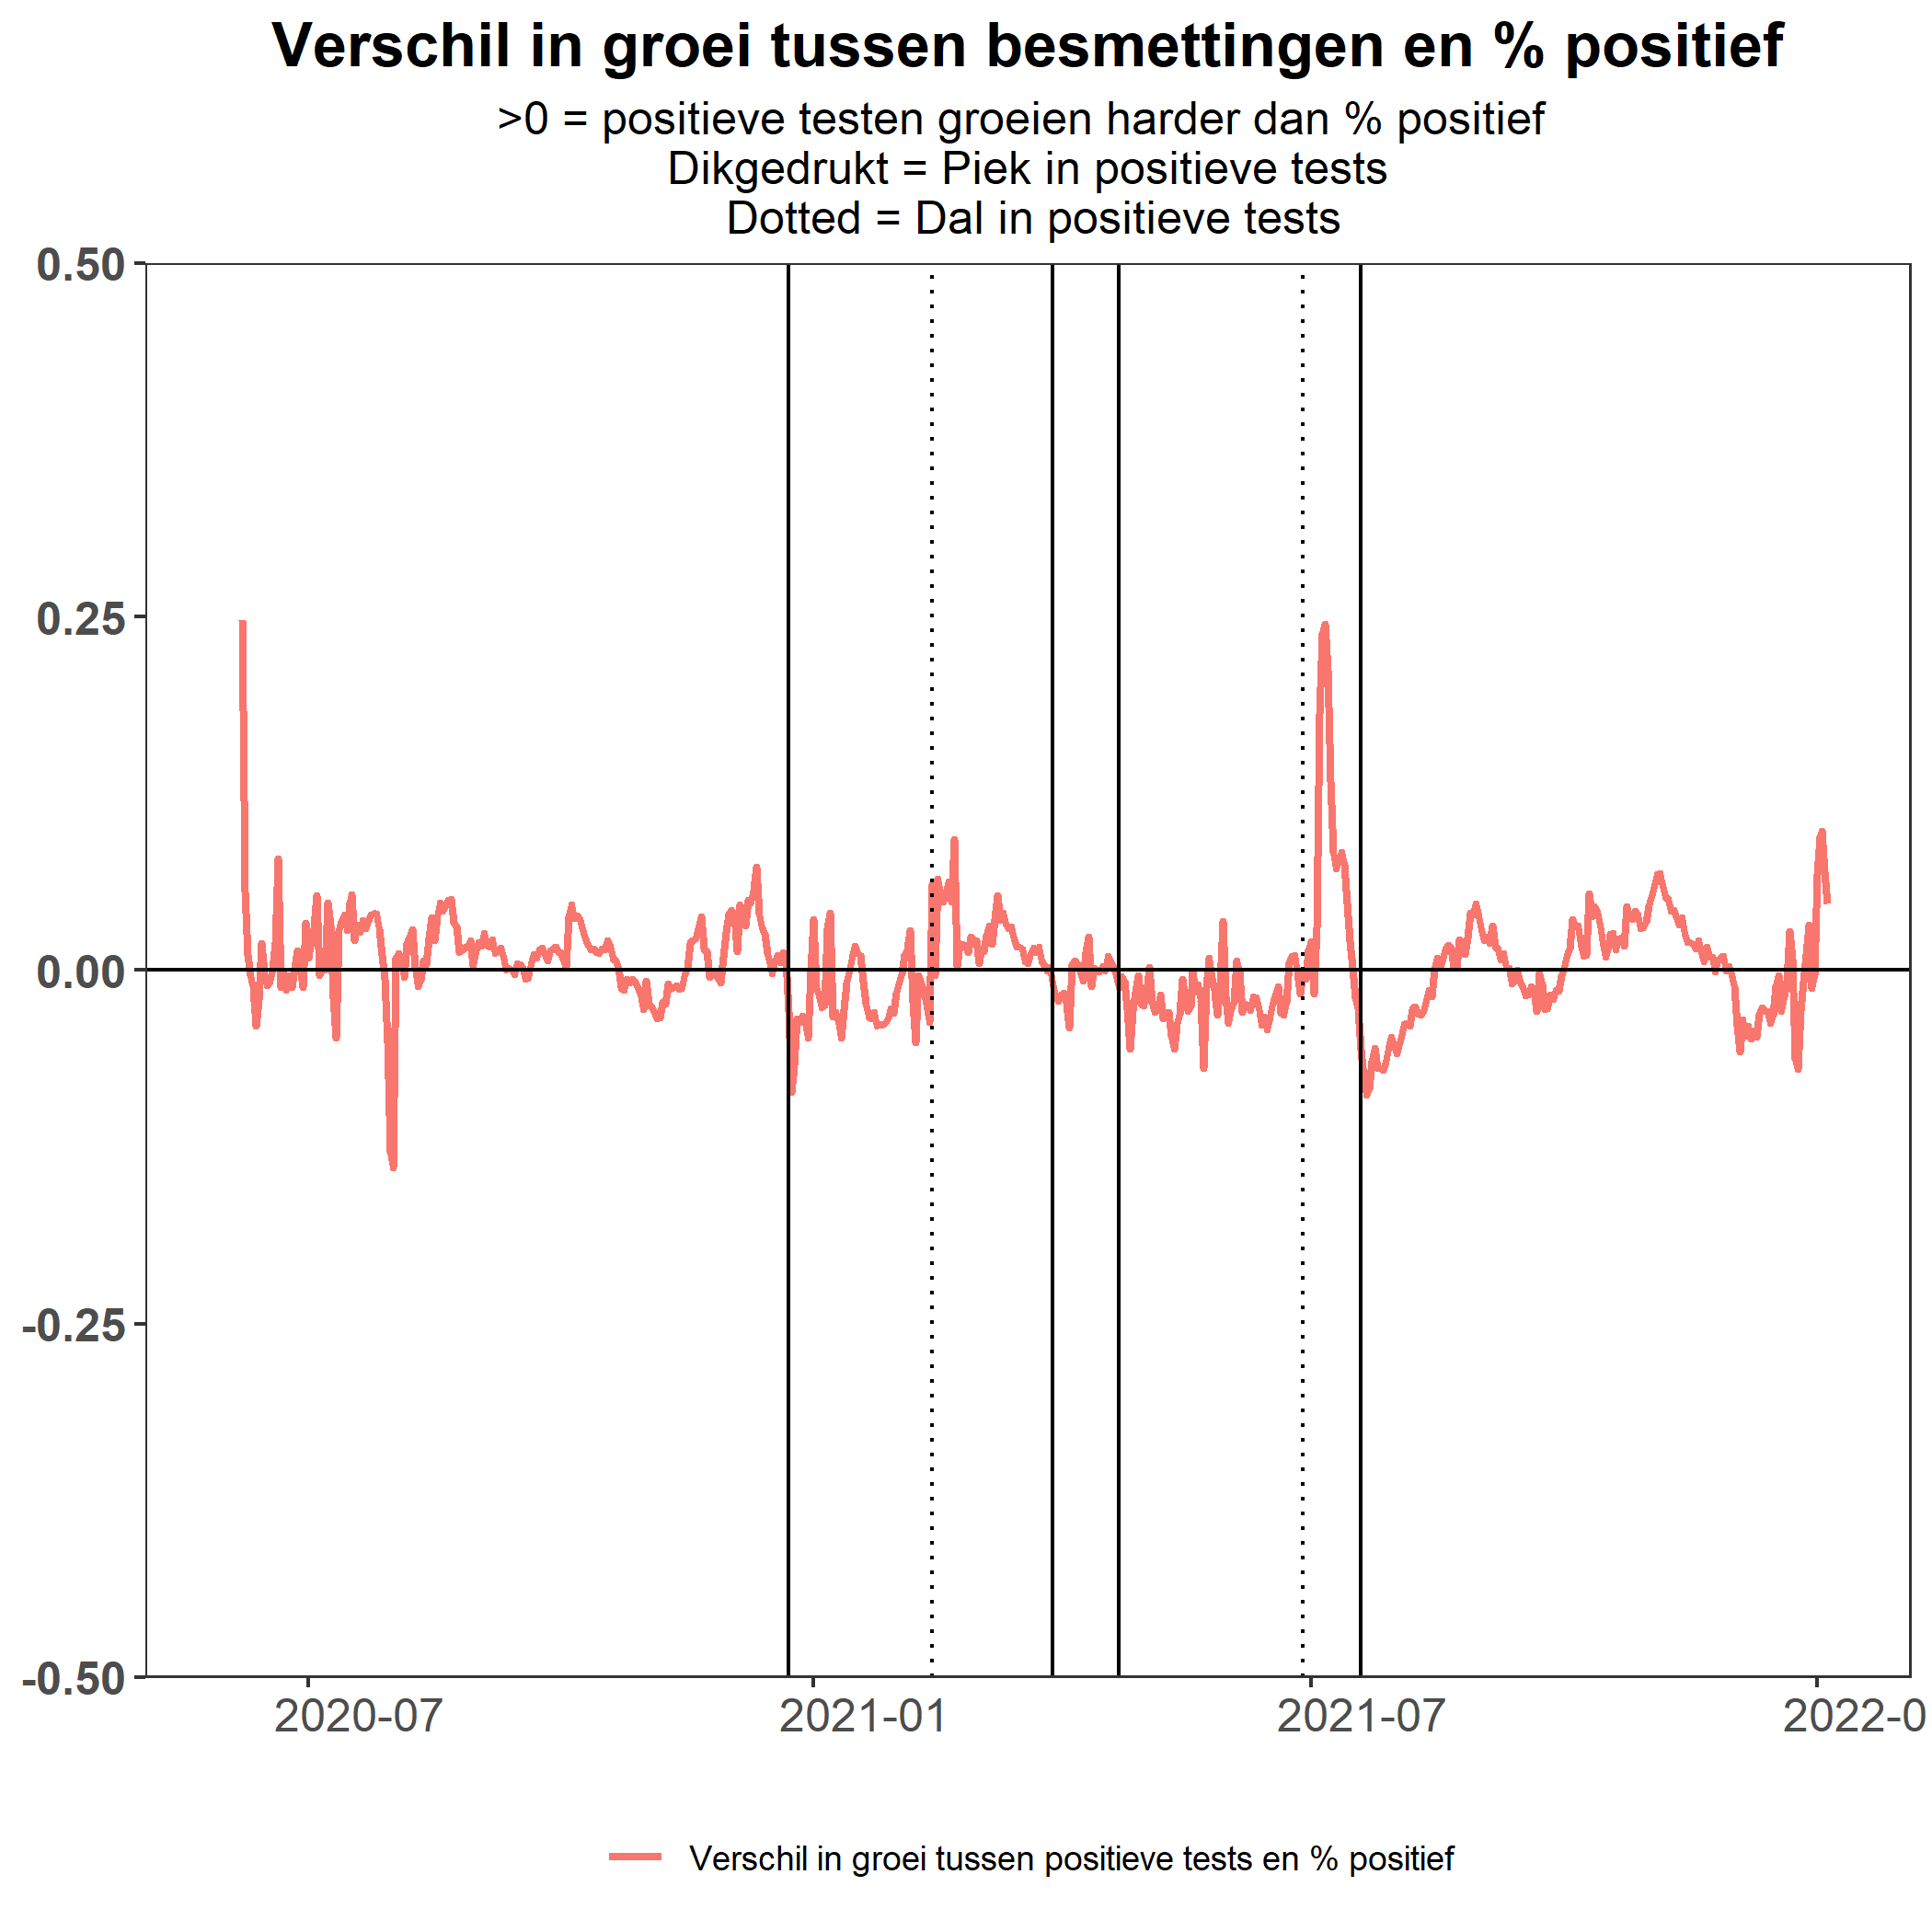 Verschil in groei tussen besmettingen en % positief
>0 = positieve testen groeien harder dan % positief
Dikgedrukt = Piek in positieve tests
Dotted = Dal in positieve tests
0.50
0.25
0.00
-0.25
-0.50
2020-07
2021-01
2021-07
2022-0
Verschil in groei tussen positieve tests en % positief